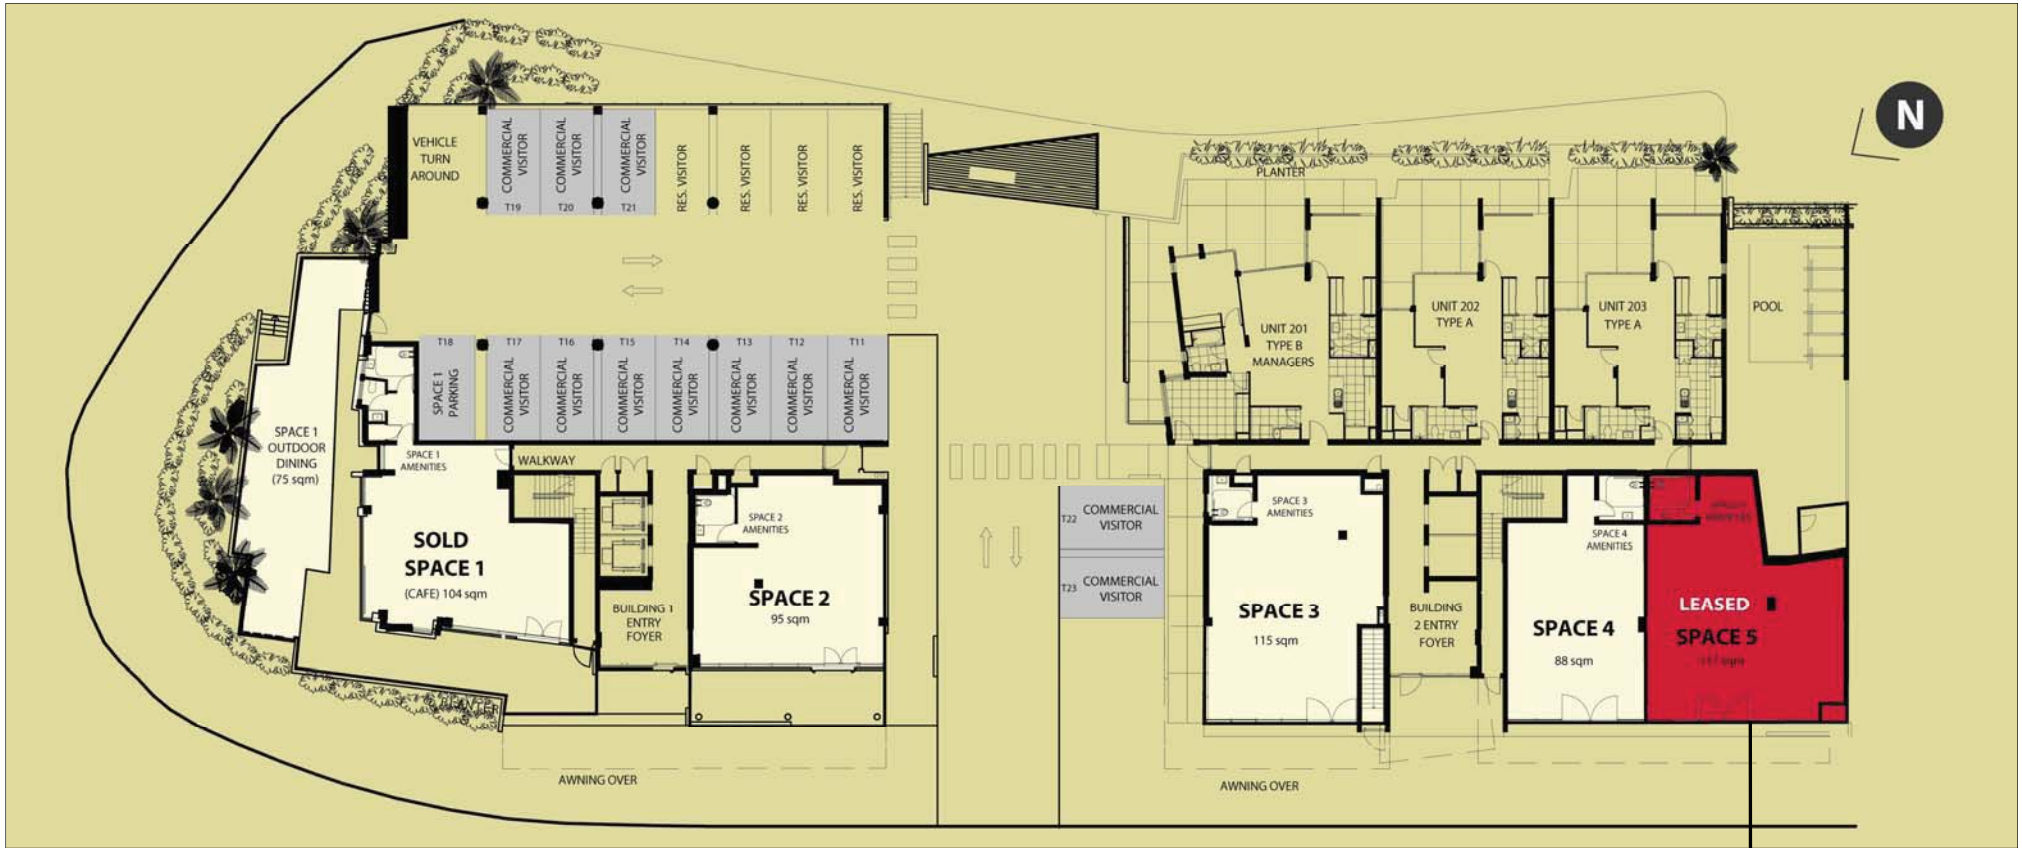 N
VEHICLE
TURN
AROUND
COMMERCIAL
VISITOR
T19
COMMERCIAL
VISITOR
T20
COMMERCIAL
VISITOR
T21
RES. VISITOR
RES. VISITOR
RES. VISITOR
RES. VISITOR
PLANTER
T18
SPACE 1
PARKING
T17
COMMERCIAL
VISITOR
T16
COMMERCIAL
VISITOR
T15
COMMERCIAL
VISITOR
T14
COMMERCIAL
VISITOR
T13
COMMERCIAL
VISITOR
T12
COMMERCIAL
VISITOR
T11
COMMERCIAL
VISITOR
UNIT 201
TYPE B
MANAGERS
UNIT 202
TYPE A
UNIT 203
TYPE A
POOL
SPACE 1
OUTDOOR
DINING
(75 sqm)
SPACE 1
AMENITIES
WALKWAY
SOLD
SPACE 1
(CAFE) 104 sqm
BUILDING 1
ENTRY
FOYER
SPACE 2
AMENITIES
SPACE 2
95 sqm
T22
COMMERCIAL
VISITOR
T23
COMMERCIAL
VISITOR
SPACE 3
AMENITIES
SPACE 3
115 sqm
BUILDING
2 ENTRY
FOYER
SPACE 4
AMENITIES
SPACE 4
88 sqm
LEASED
SPACE 5
PLANTER
AWNING OVER
AWNING OVER